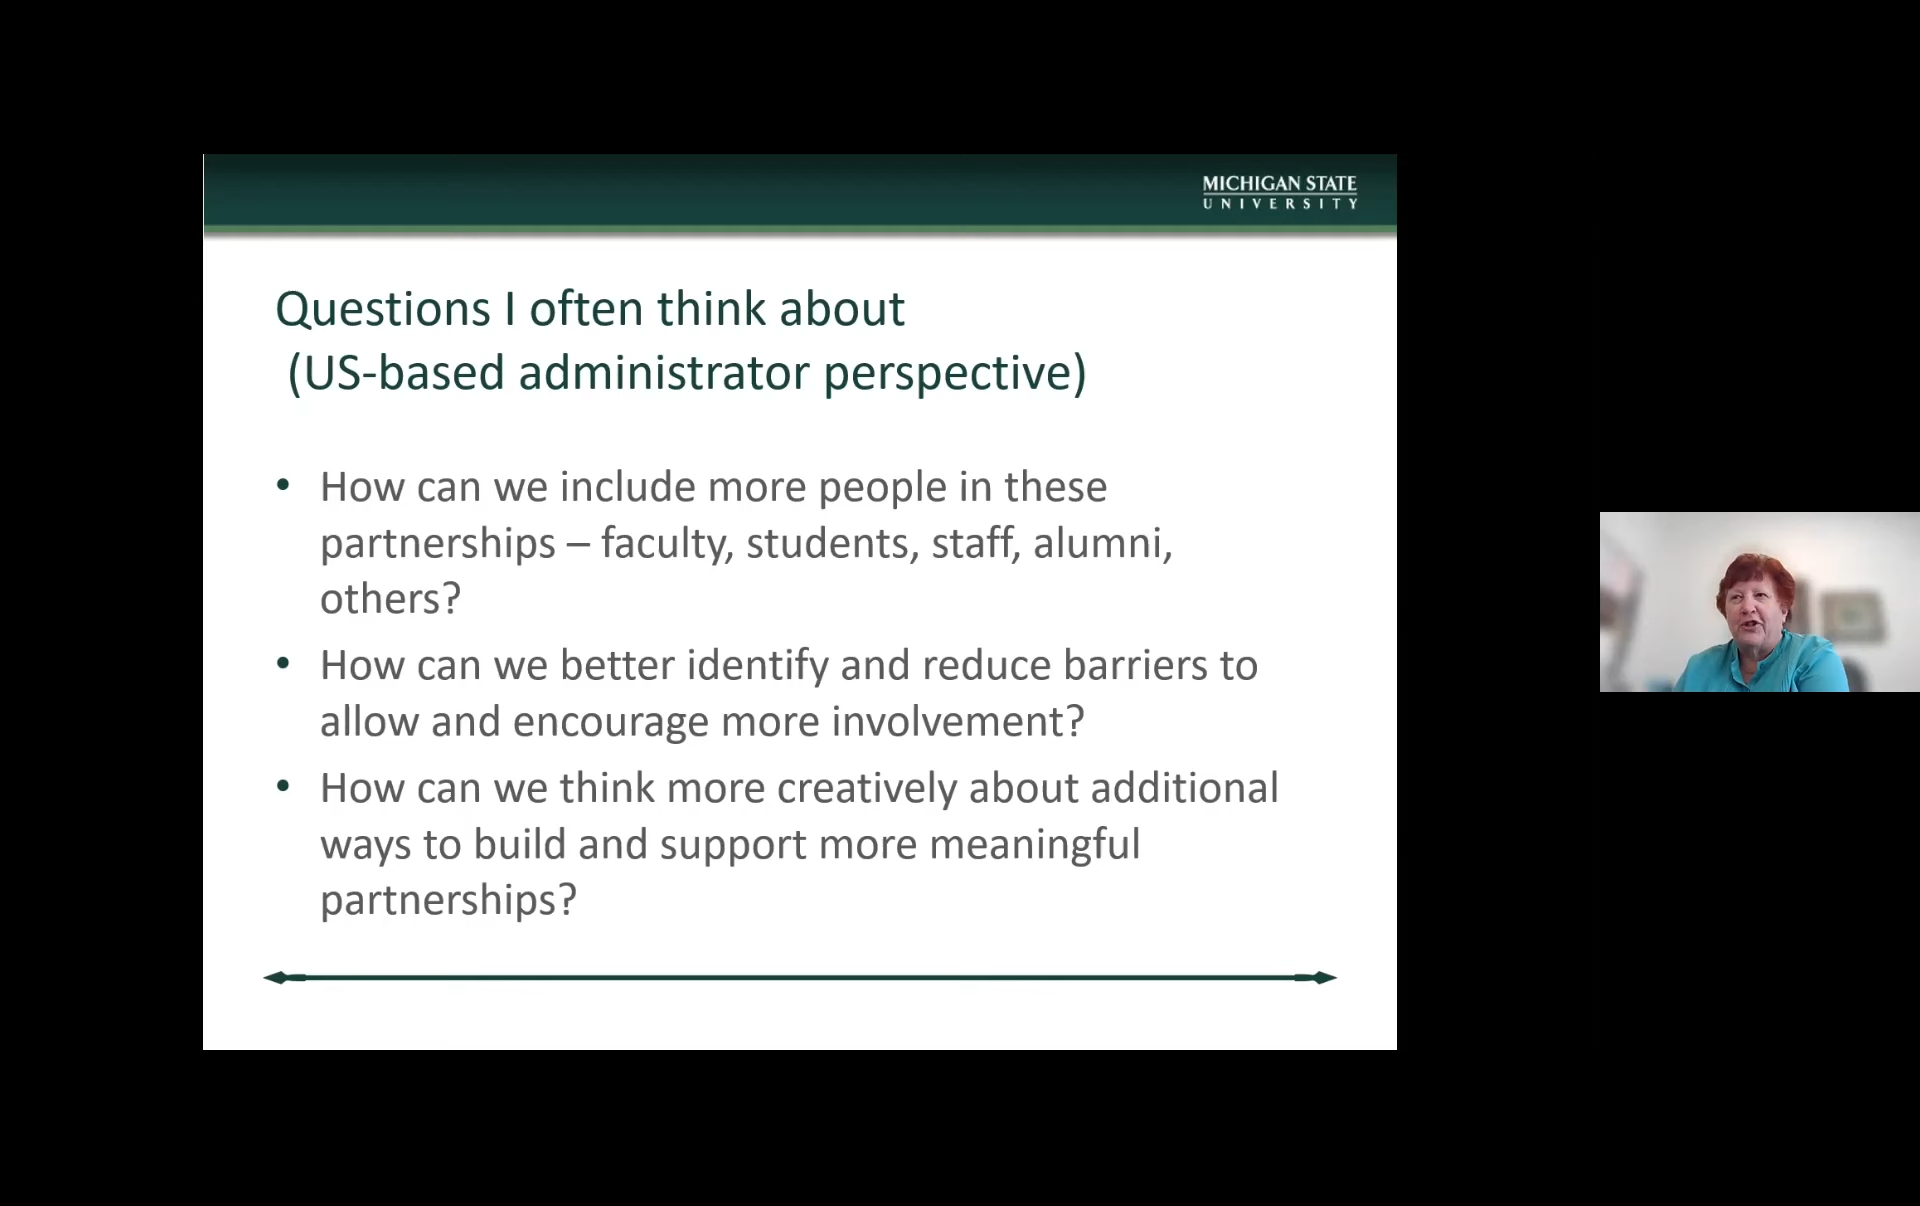 MICHIGAN STATE
UNIVERSITY
Questions I often think about
(US-based administrator perspective)
• How can we include more people in these
partnerships – faculty, students, staff, alumni,
others?
• How can we better identify and reduce barriers to
allow and encourage more involvement?
• How can we think more creatively about additional
ways to build and support more meaningful
partnerships?